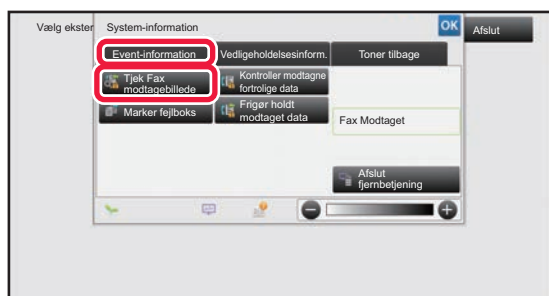 Vælg ekster
System-information
OK
Afslut
Event-information
Vedligeholdelsesinform.
Toner tilbage
Tjek Fax
modtagebillede
Kontroller modtagne
fortrolige data
Marker fejlboks
Frigør holdt
modtaget data
Fax Modtaget
Afslut
fjernbetjening